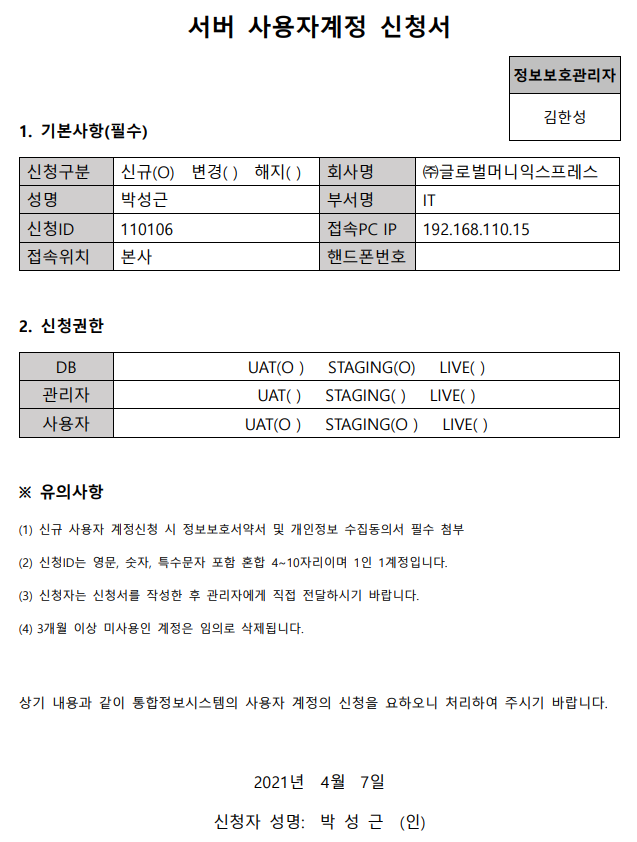 서버 사용자계정 신청서
정보보호관리자
김한성
1. 기본사항(필수)
신청구분 신규(O) 변경( ) 해지( ) 회사명 ㈜글로벌머니익스프레스
성명 박성근 부서명 IT
신청ID 110106 접속PC IP 192.168.110.15
접속위치 본사 핸드폰번호
2. 신청권한
DB UAT(O ) STAGING(O) LIVE( )
관리자 UAT( ) STAGING( ) LIVE( )
사용자 UAT(O ) STAGING(O ) LIVE( )
※ 유의사항
(1) 신규 사용자 계정신청 시 정보보호서약서 및 개인정보 수집동의서 필수 첨부
(2) 신청ID는 영문, 숫자, 특수문자 포함 혼합 4~10자리이며 1인 1계정입니다.
(3) 신청자는 신청서를 작성한 후 관리자에게 직접 전달하시기 바랍니다.
(4) 3개월 이상 미사용인 계정은 임의로 삭제됩니다.
상기 내용과 같이 통합정보시스템의 사용자 계정의 신청을 요하오니 처리하여 주시기 바랍니다.
2021년 4월 7일
신청자 성명: 박 성 근 (인)